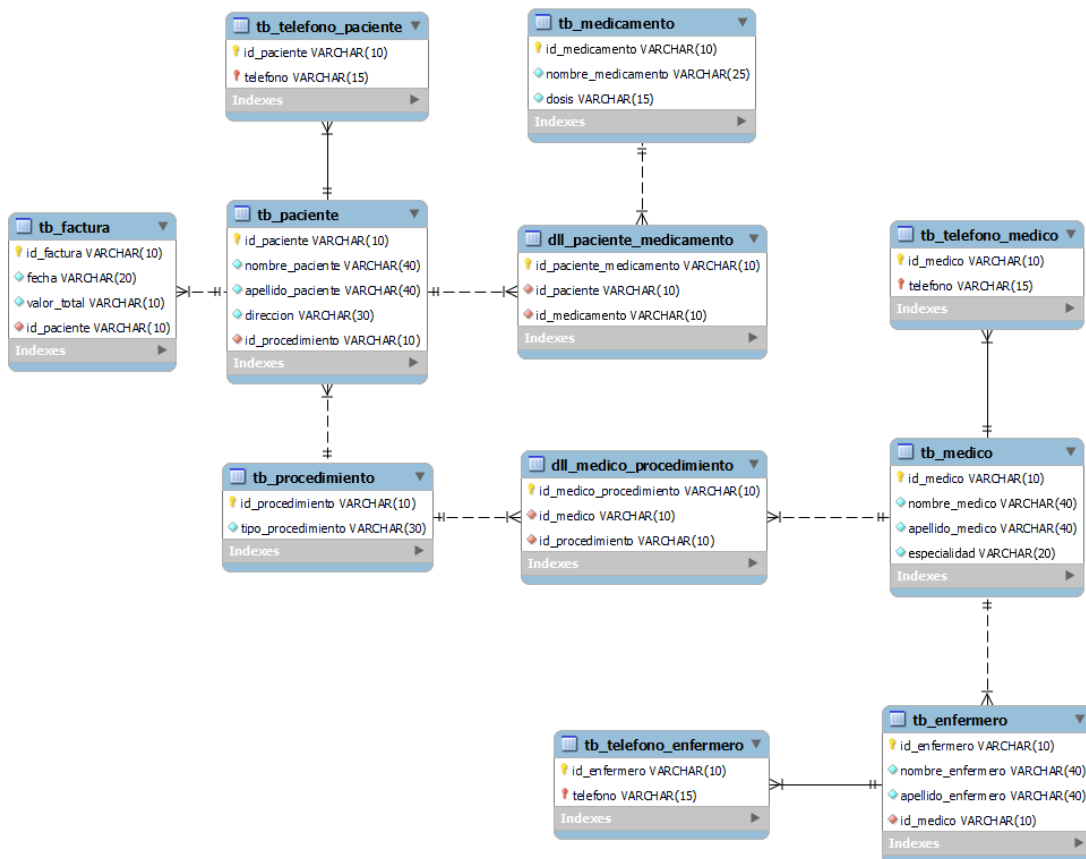 tb_telefono_paciente
id_paciente VARCHAR(10)
telefono VARCHAR(15)
Indexes
tb_medicamento
id_medicamento VARCHAR(10)
nombre_medicamento VARCHAR(25)
dosis VARCHAR(15)
Indexes
tb_factura
id_factura VARCHAR(10)
fecha VARCHAR(20)
valor_total VARCHAR(10)
id_paciente VARCHAR(10)
Indexes
tb_paciente
id_paciente VARCHAR(10)
nombre_paciente VARCHAR(40)
apellido_paciente VARCHAR(40)
direccion VARCHAR(30)
id_procedimiento VARCHAR(10)
Indexes
dll_paciente_medicamento
id_paciente_medicamento VARCHAR(10)
id_paciente VARCHAR(10)
id_medicamento VARCHAR(10)
Indexes
tb_telefono_medico
id_medico VARCHAR(10)
telefono VARCHAR(15)
Indexes
tb_procedimiento
id_procedimiento VARCHAR(10)
tipo_procedimiento VARCHAR(30)
Indexes
dll_medico_procedimiento
id_medico_procedimiento VARCHAR(10)
id_medico VARCHAR(10)
id_procedimiento VARCHAR(10)
Indexes
tb_medico
id_medico VARCHAR(10)
nombre_medico VARCHAR(40)
apellido_medico VARCHAR(40)
especialidad VARCHAR(20)
Indexes
tb_telefono_enfermero
id_enfermero VARCHAR(10)
telefono VARCHAR(15)
Indexes
tb_enfermero
id_enfermero VARCHAR(10)
nombre_enfermero VARCHAR(40)
apellido_enfermero VARCHAR(40)
id_medico VARCHAR(10)
Indexes